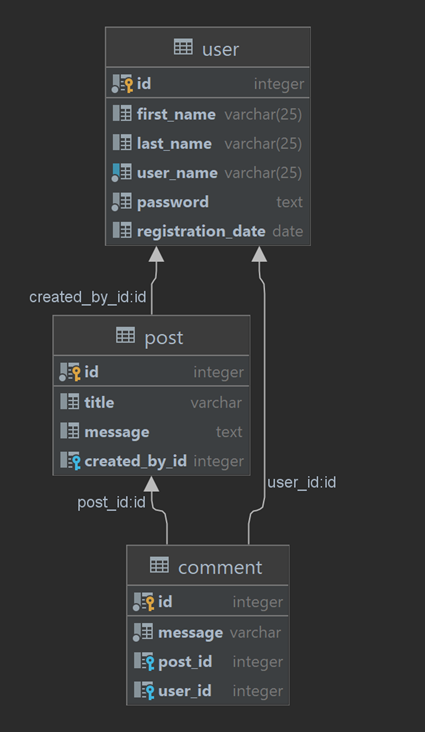 user
id integer
first_name varchar(25)
last_name varchar(25)
user_name varchar(25)
password text
registration_date date
created_by_id:id
post
id integer
title varchar
message text
created_by_id integer
user_id:id
post_id:id
comment
id integer
message varchar
post_id integer
user_id integer